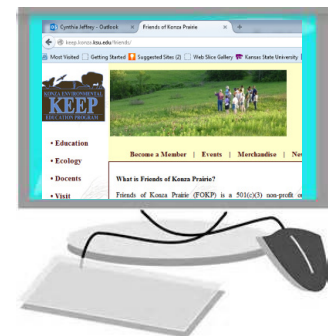 Cynthia Jeffrey - Outlook
Friends of Konza Prairie
keep.konza.ksu.edu/friends/
Most Visited Getting Started Suggested Sites (2) Web Slice Gallery Kansas State University
KONZA ENVIRONMENTAL
KEEP
EDUCATION PROGRAM
• Education
• Ecology
• Docents
• Visit
Become a Member | Events | Merchandise |
What is Friends of Konza Prairie?
Friends of Konza Prairie (FOKP) is a 501(c)(3) non-profit